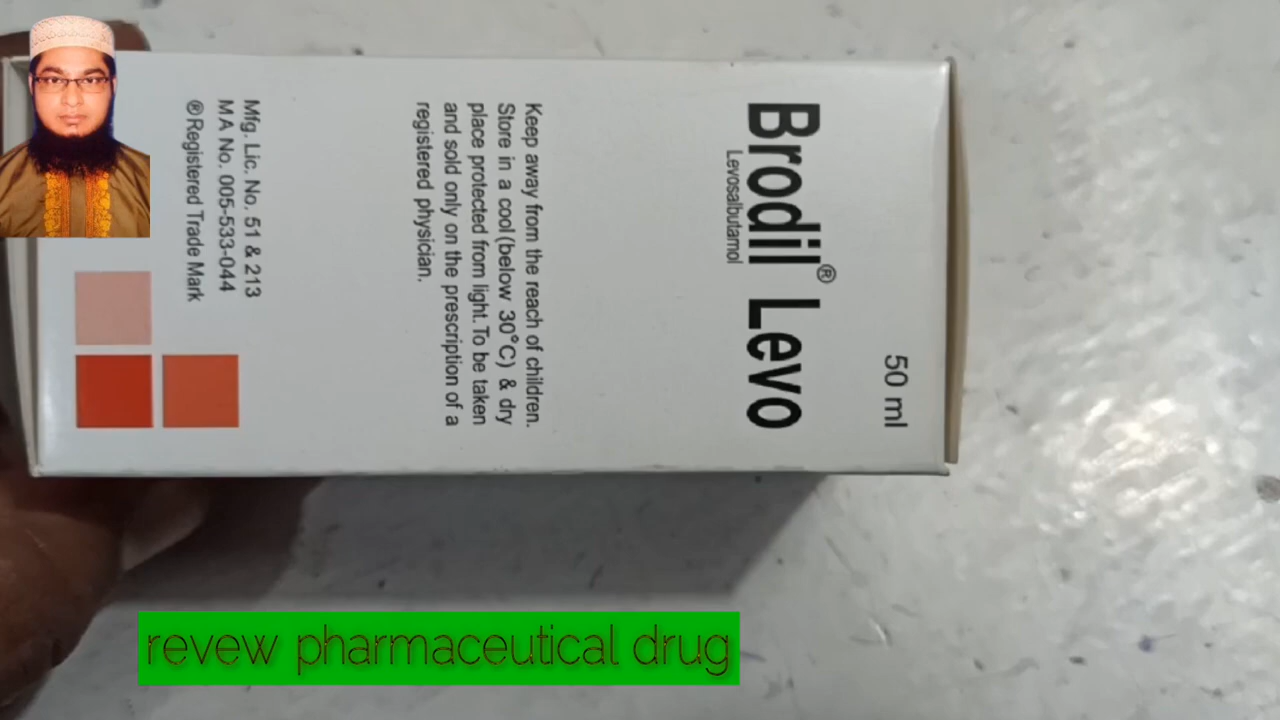 50 ml
Brodil® Levo
Levosalbutamol
Keep away from the reach of children.
Store in a cool (below 30°C) & dry
place protected from light. To be taken
and sold only on the prescription of a
registered physician.
Mfg. Lic. No. 51 & 213
M A No. 005-533-044
® Registered Trade Mark
revew pharmaceutical drug